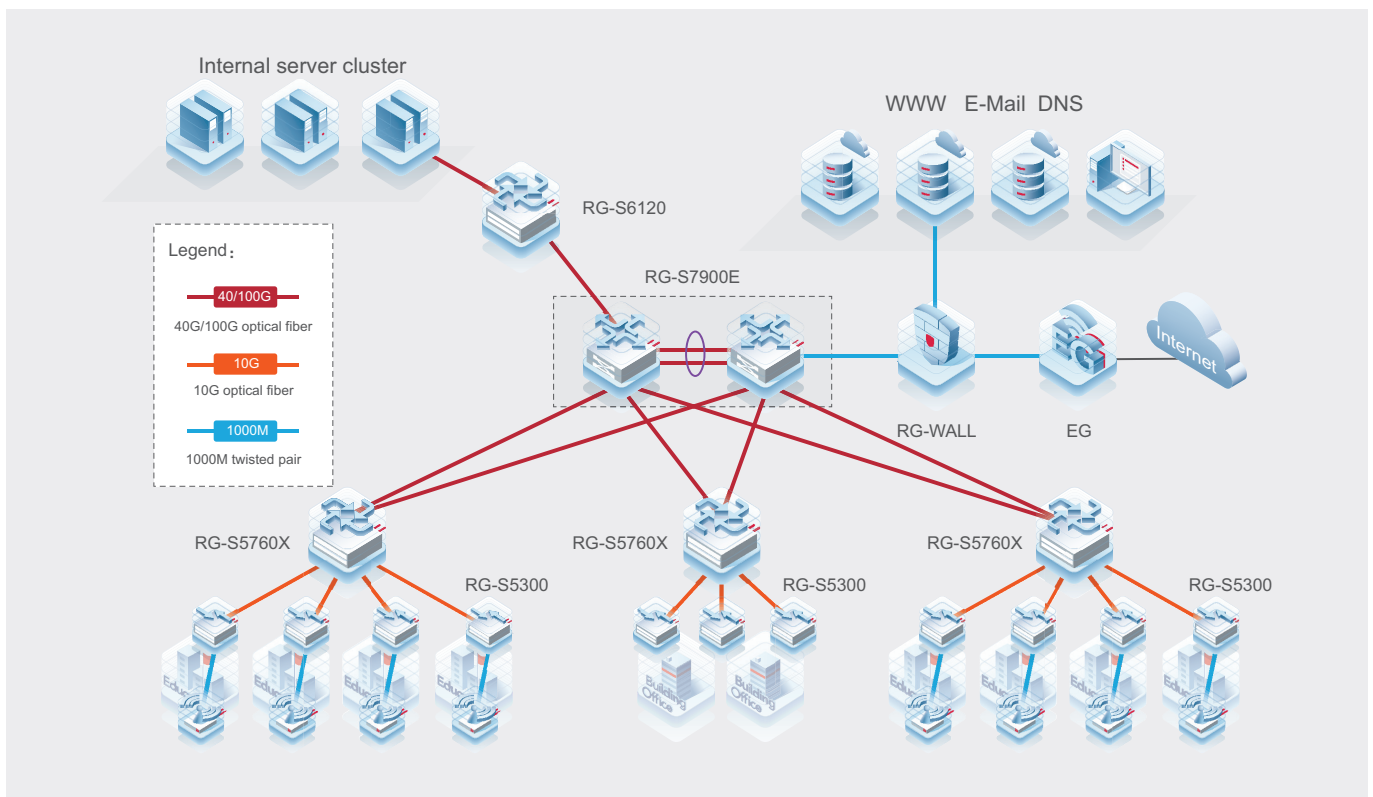 Internal server cluster
WWW E-Mail DNS
RG-S6120
Legend：
40/100G
40G/100G optical fiber
10G
10G optical fiber
1000M
1000M twisted pair
RG-S7900E
Internet
EG
RG-WALL
EG
RG-S5760X
RG-S5760X
RG-S5760X
RG-S5300
RG-S5300
RG-S5300
Building
Office
Building
Office